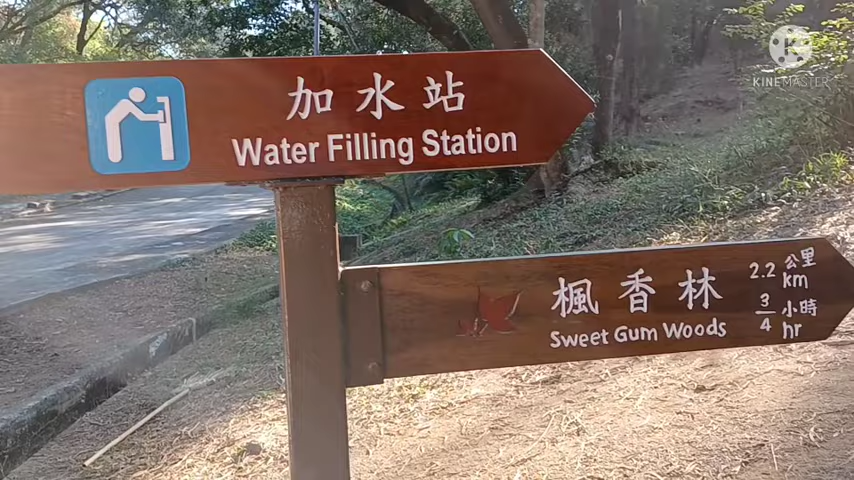 KINEMASTER
加水站
Water Filling Station
楓香林
Sweet Gum Woods
2.2 公里
km
3/4 小時
hr